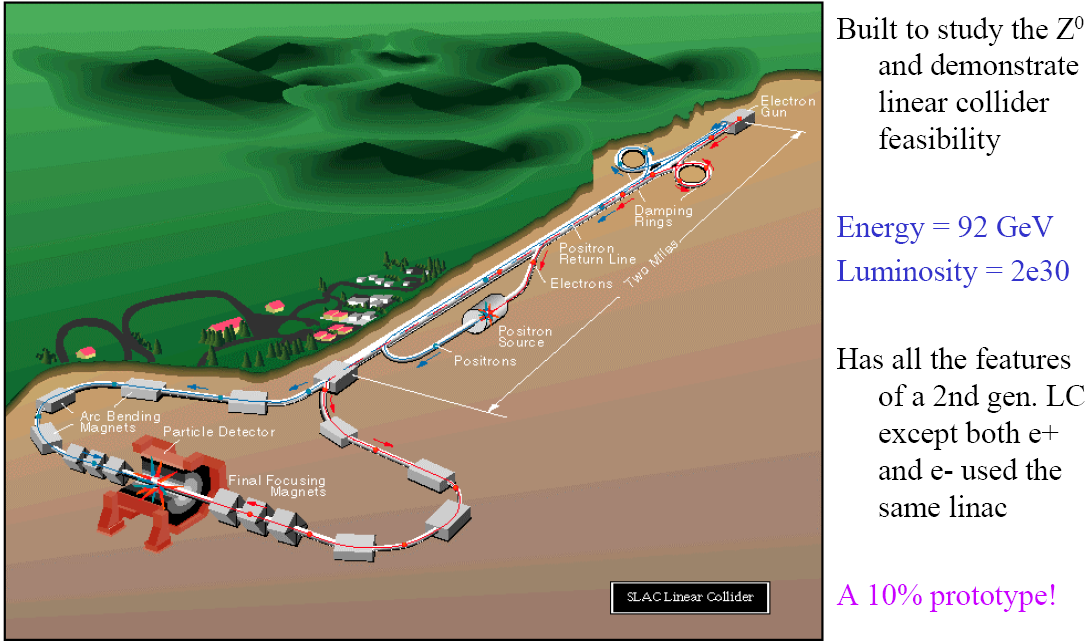 Electron
Gun
Damping
Rings
Positron
Return Line
Two Miles
Electrons
Positron
Source
Positrons
Arc Bending
Magnets
Particle Detector
Final Focusing
Magnets
SLAC Linear Collider
Built to study the Z⁰
and demonstrate
linear collider
feasibility
Energy = 92 GeV
Luminosity = 2e30
Has all the features
of a 2nd gen. LC
except both e+
and e- used the
same linac
A 10% prototype!